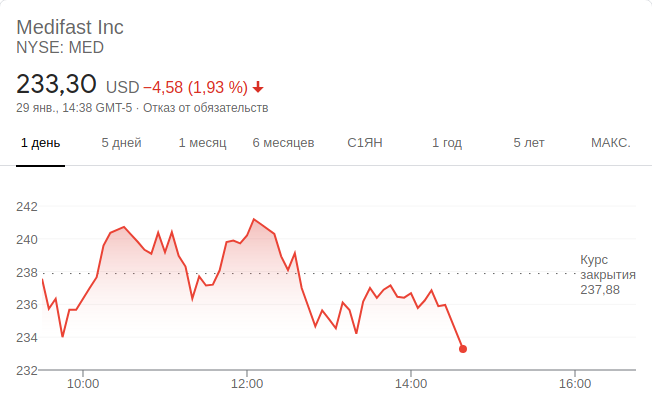 Medifast Inc
NYSE: MED
233,30 USD −4,58 (1,93 %)
29 янв., 14:38 GMT-5 · Отказ от обязательств
1 день 5 дней 1 месяц 6 месяцев С1ЯН 1 год 5 лет МАКС.
242
240
238
236
234
232
Курс
закрытия
237,88
10:00 12:00 14:00 16:00